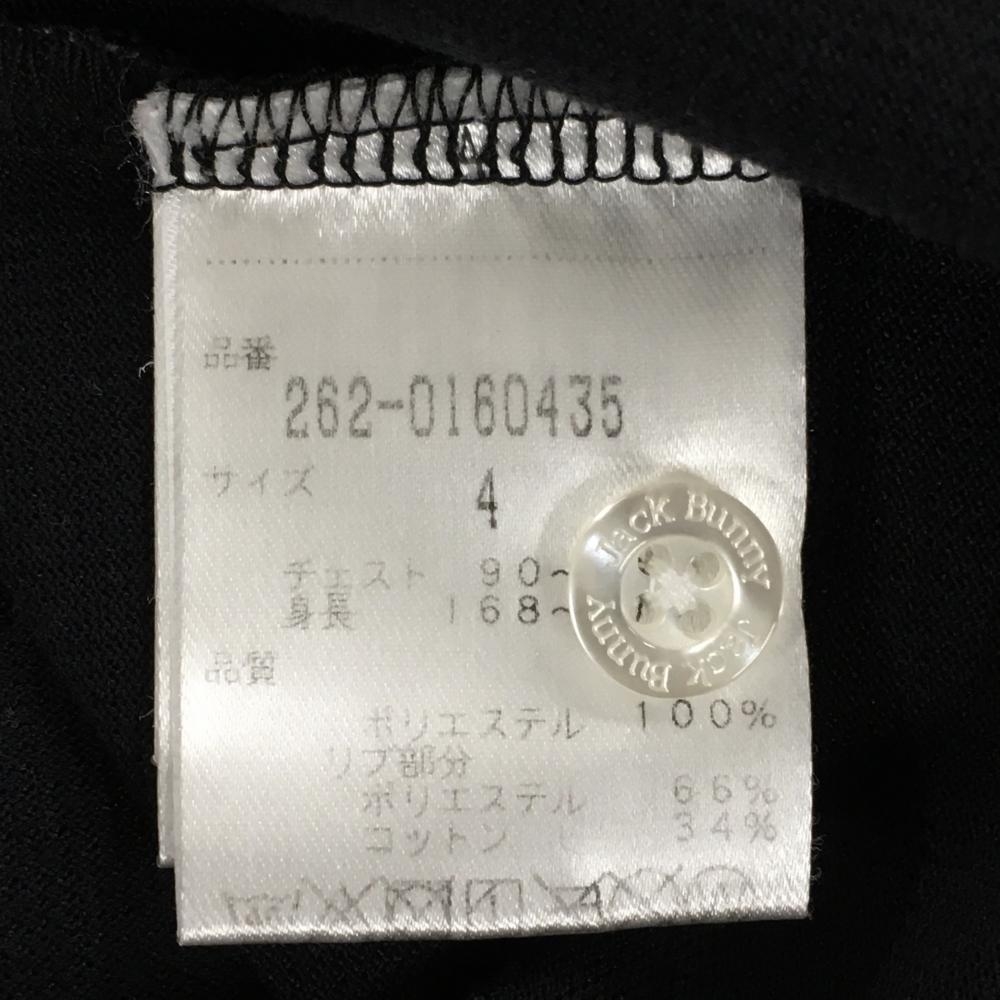 品番
262-0160435
サイズ 4
チェスト 90~
身長 168~
品質
ポリエステル 100%
リブ部分
ポリエステル 66%
コットン 34%
Jack Bunny
Jack Bunny